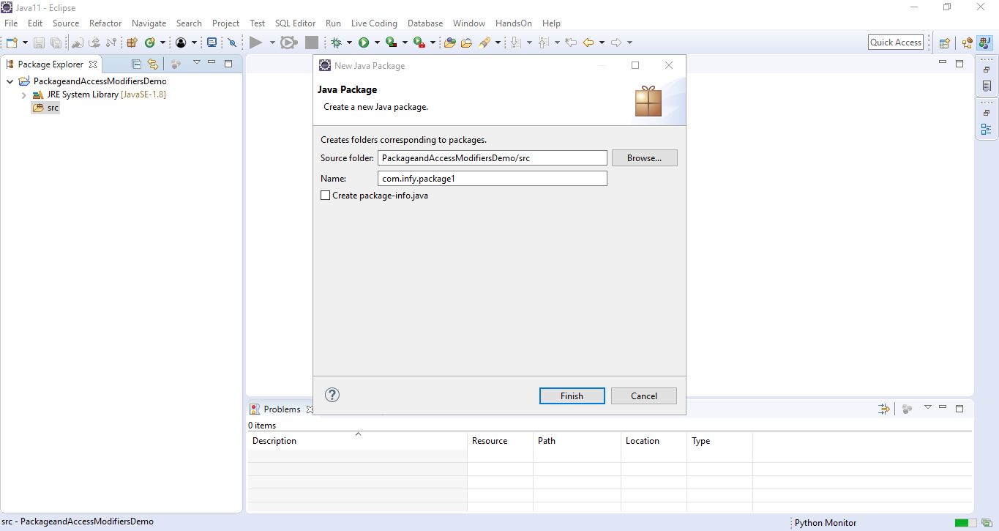 Java11 - Eclipse
File Edit Source Refactor Navigate Search Project Test SQL Editor Run Live Coding Database Window HandsOn Help
Quick Access
Package Explorer
PackageandAccessModifiersDemo
JRE System Library [JavaSE-1.8]
src
New Java Package
Java Package
Create a new Java package.
Creates folders corresponding to packages.
Source folder: PackageandAccessModifiersDemo/src Browse...
Name: com.infy.package1
Create package-info.java
? Finish Cancel
Problems
0 items
Description Resource Path Location Type
src - PackageandAccessModifiersDemo Python Monitor